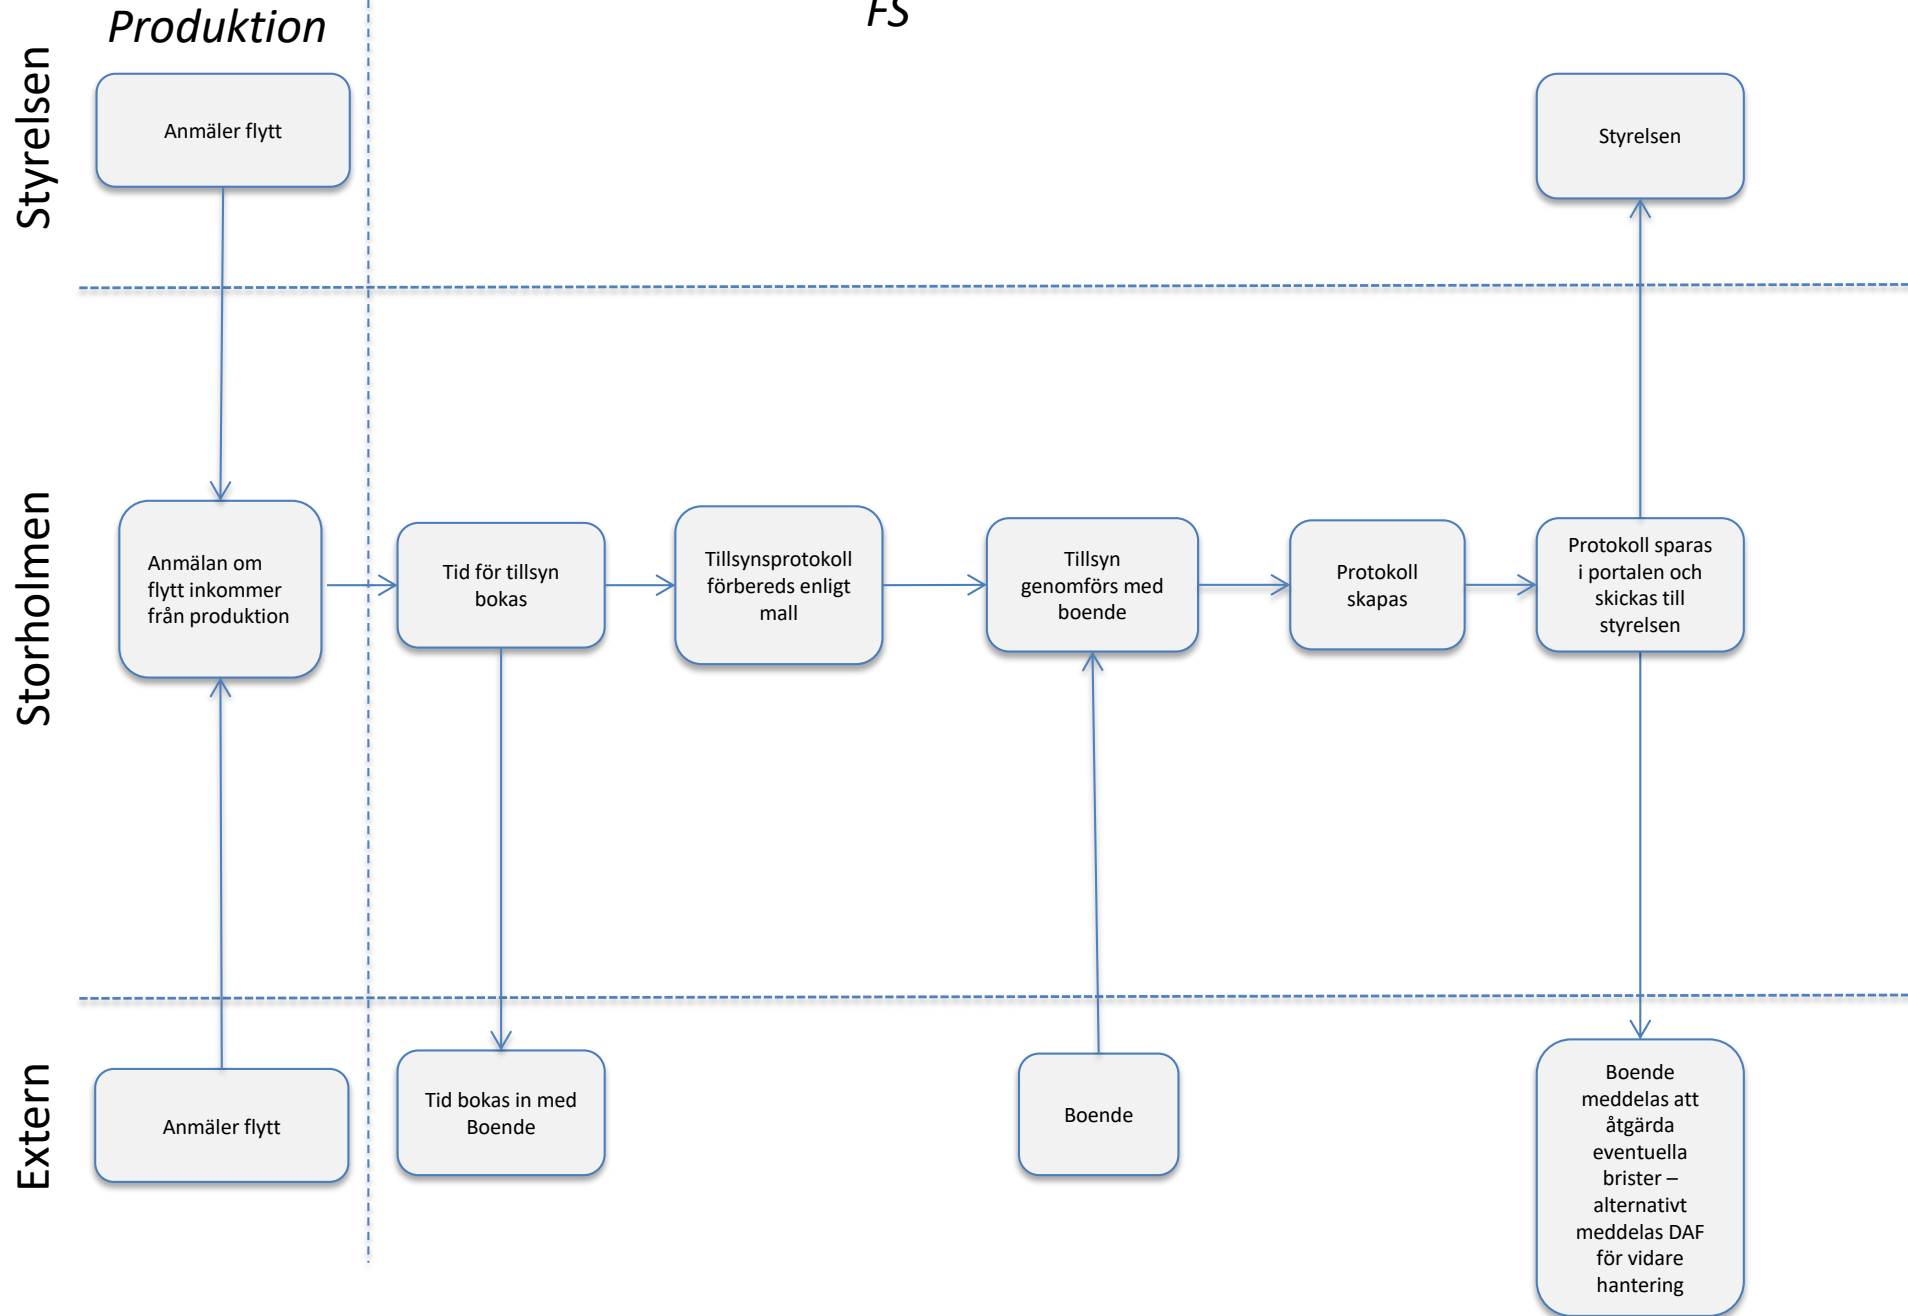 Produktion
FS
Styrelsen
Anmäler flytt
Styrelsen
Storholmen
Anmälan om
flytt inkommer
från produktion
Tid för tillsyn
bokas
Tillsynsprotokoll
förbereds enligt
mall
Tillsyn
genomförs med
boende
Protokoll
skapas
Protokoll sparas
i portalen och
skickas till
styrelsen
Extern
Anmäler flytt
Tid bokas in med
Boende
Boende
Boende
meddelas att
åtgärda
eventuella
brister –
alternativt
meddelas DAF
för vidare
hantering